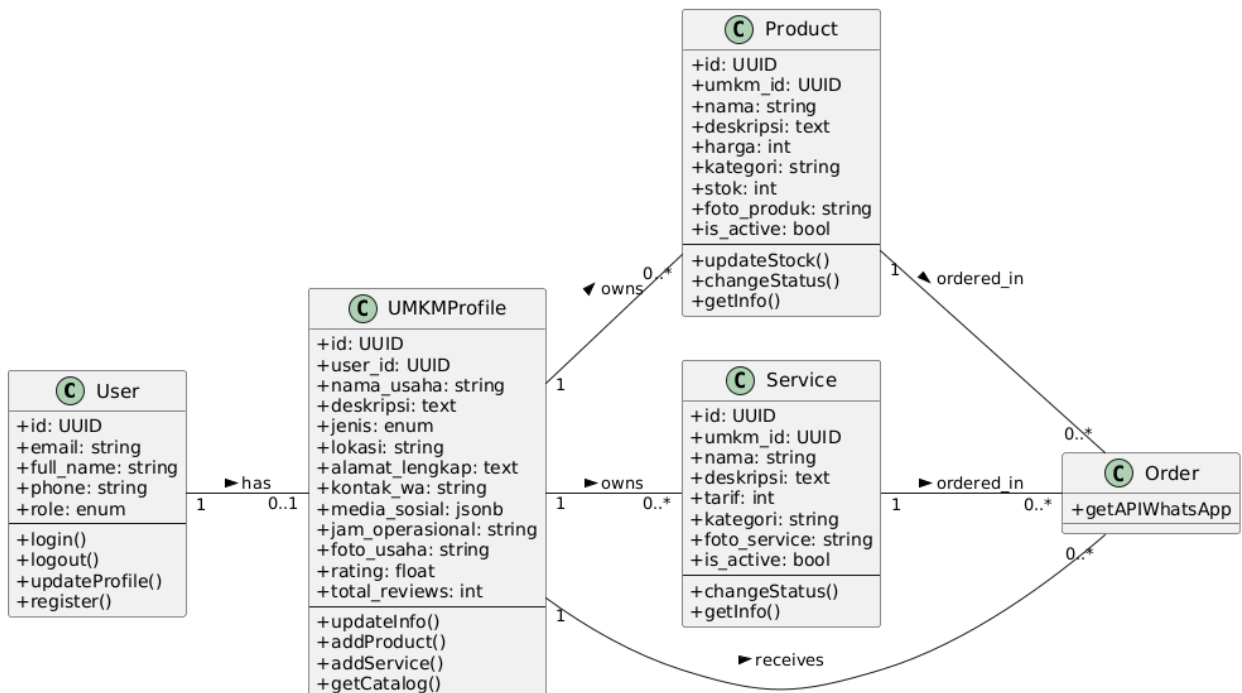 C User
+id: UUID
+email: string
+full_name: string
+phone: string
+role: enum
+login()
+logout()
+updateProfile()
+register()
1
has
0..1
C UMKMProfile
+id: UUID
+user_id: UUID
+nama_usaha: string
+deskripsi: text
+jenis: enum
+lokasi: string
+alamat_lengkap: text
+kontak_wa: string
+media_sosial: jsonb
+jam_operasional: string
+foto_usaha: string
+rating: float
+total_reviews: int
+updateInfo()
+addProduct()
+addService()
+getCatalog()
1
owns
0..*
1
owns
0..*
1
receives
0..*
C Product
+id: UUID
+umkm_id: UUID
+nama: string
+deskripsi: text
+harga: int
+kategori: string
+stok: int
+foto_produk: string
+is_active: bool
+updateStock()
+changeStatus()
+getInfo()
1
ordered_in
0..*
C Service
+id: UUID
+umkm_id: UUID
+nama: string
+deskripsi: text
+tarif: int
+kategori: string
+foto_service: string
+is_active: bool
+changeStatus()
+getInfo()
1
ordered_in
0..*
C Order
+getAPIWhatsApp